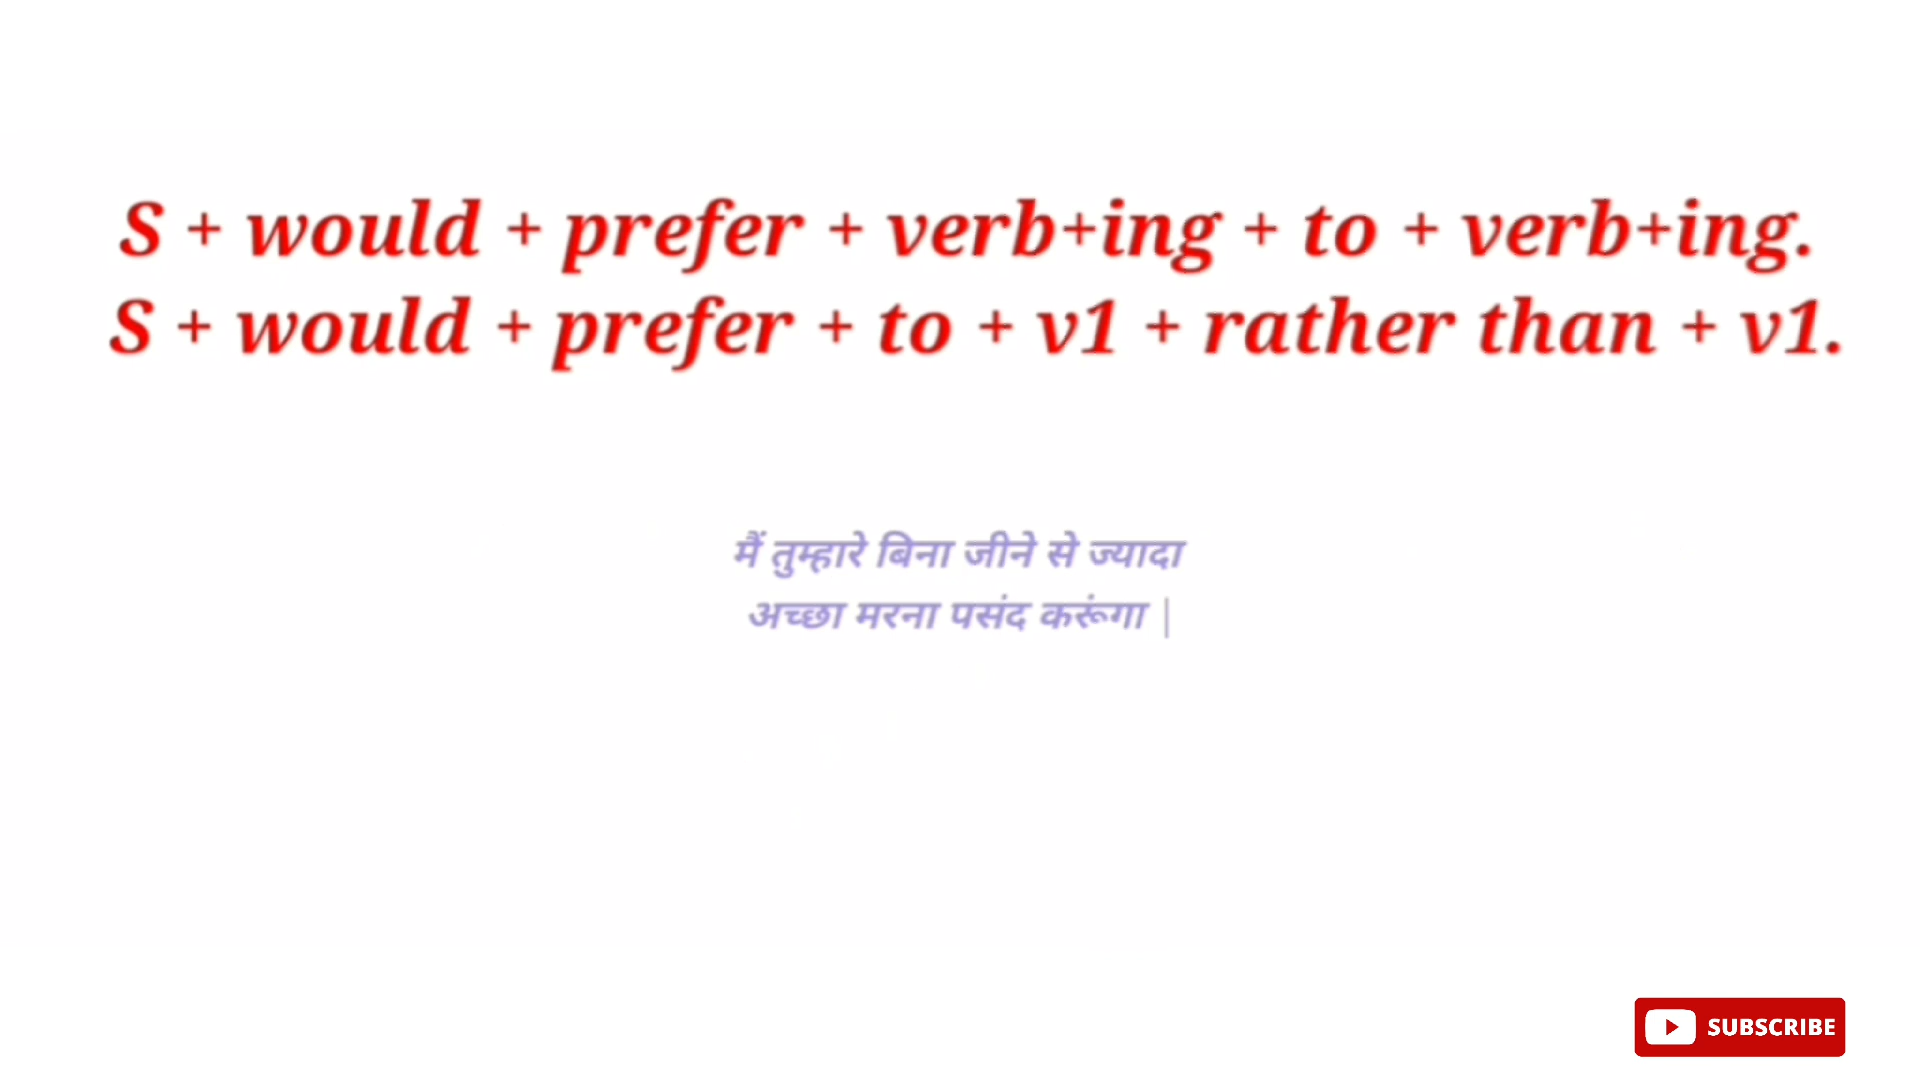 S + would + prefer + verb+ing + to + verb+ing.
S + would + prefer + to + v1 + rather than + v1.
मैं तुम्हारे बिना जीने से ज्यादा
अच्छा मरना पसंद करूंगा |
SUBSCRIBE